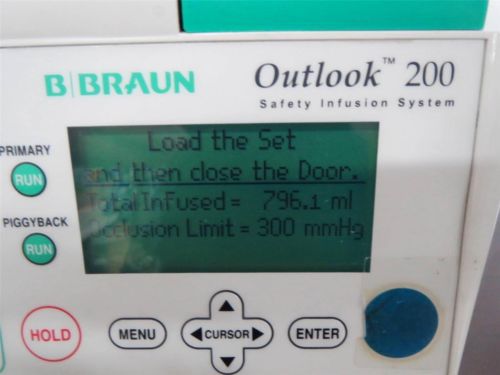 B|BRAUN
Outlook™ 200
Safety Infusion System
PRIMARY
RUN
PIGGYBACK
RUN
Load the Set
and then close the Door.
Total Infused = 796.1 ml
Occlusion Limit = 300 mmHg
HOLD
MENU
CURSOR
ENTER